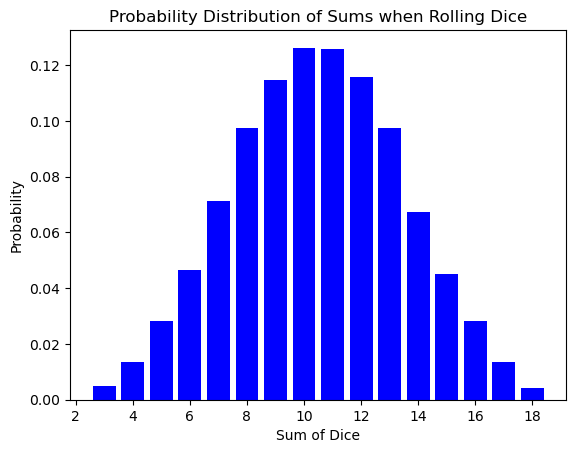 Probability Distribution of Sums when Rolling Dice
0.12
0.10
0.08
0.06
0.04
0.02
0.00
Probability
2 4 6 8 10 12 14 16 18
Sum of Dice